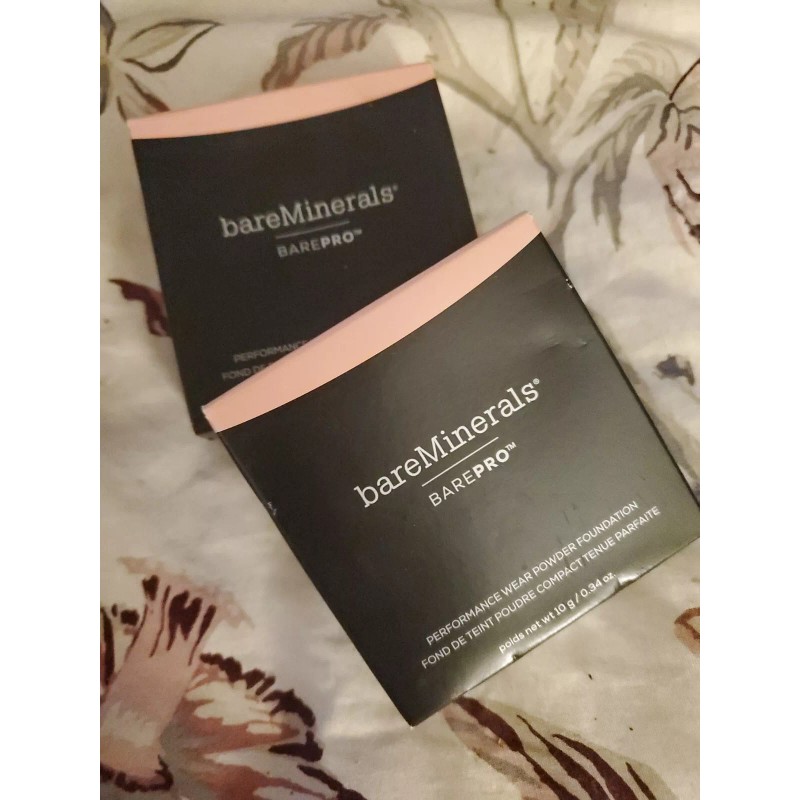 bareMinerals®
BAREPRO™
PERFORMANCE
FOND DE
bareMinerals®
BAREPRO™
PERFORMANCE WEAR POWDER FOUNDATION
FOND DE TEINT POUDRE COMPACT TENUE PARFAITE
poids net wt 10 g / 0.34 oz.